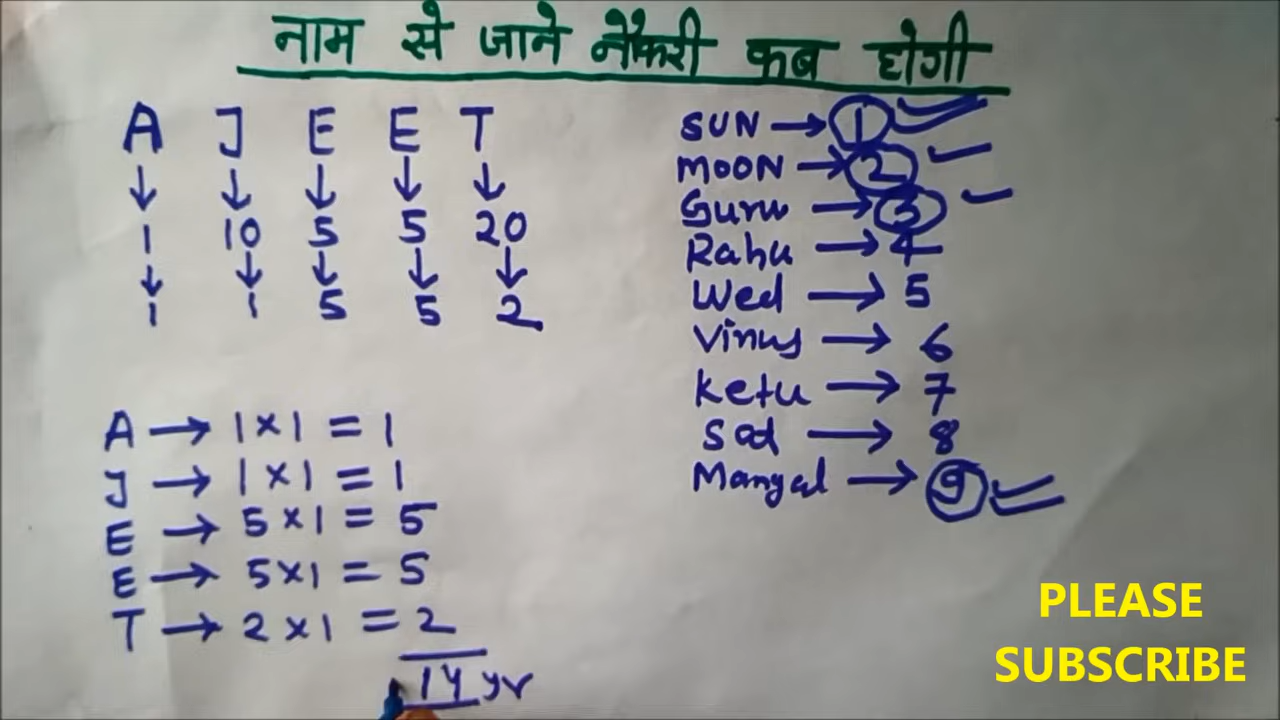 नाम से जाने नौकरी कब होगी
A J E E T
1 10 5 5 20
1 1 5 5 2
A → 1 × 1 = 1
J → 1 × 1 = 1
E → 5 × 1 = 5
E → 5 × 1 = 5
T → 2 × 1 = 2
14 yr
SUN → 1
MOON → 2
Guru → 3
Rahu → 4
Wed → 5
Vinus → 6
Ketu → 7
Sad → 8
Mangal → 9
PLEASE
SUBSCRIBE